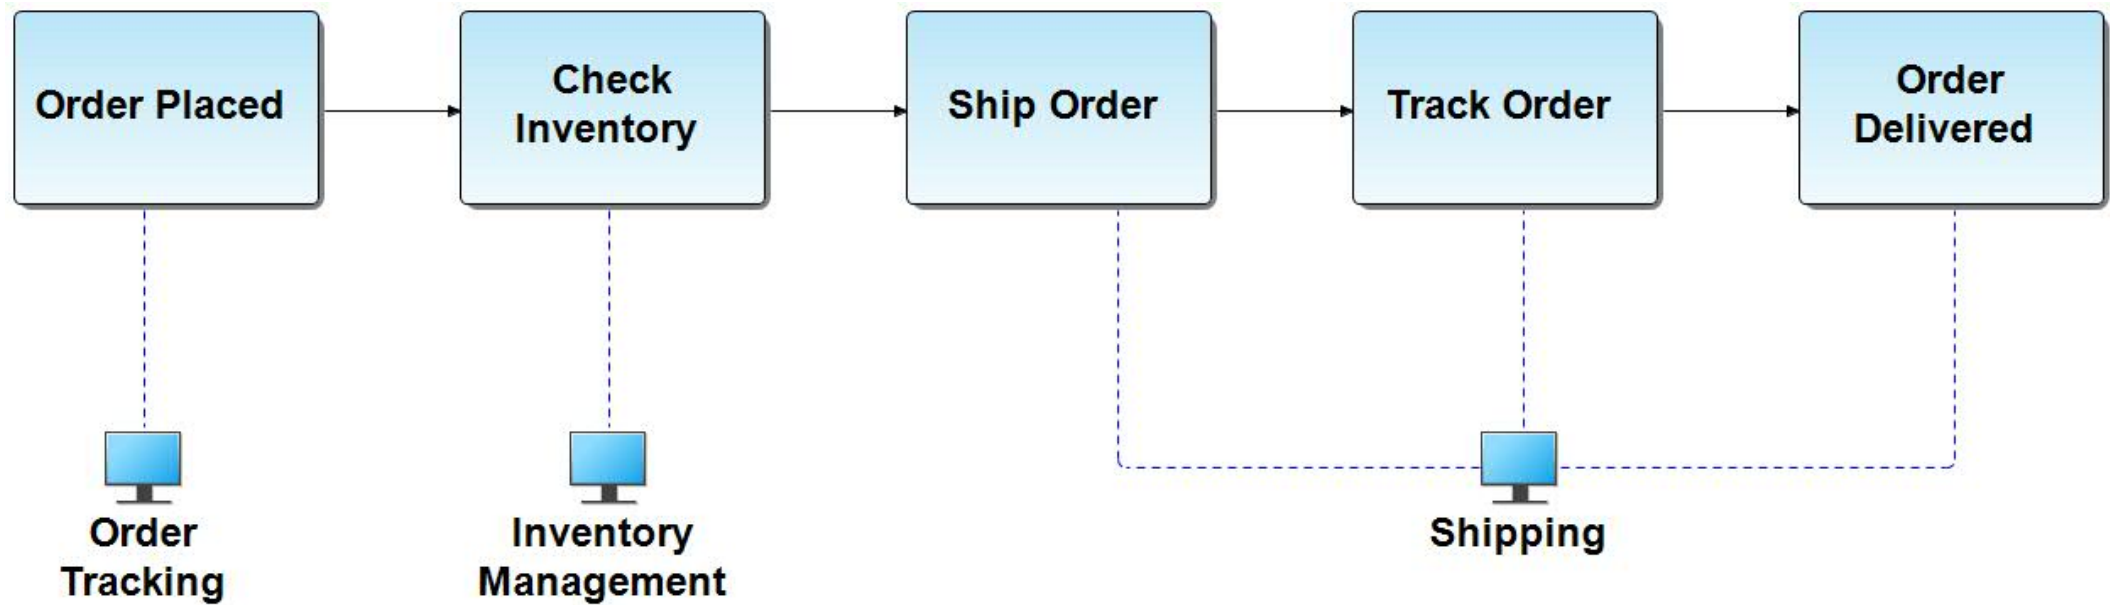 Order Placed
Check
Inventory
Ship Order
Track Order
Order
Delivered
Order
Tracking
Inventory
Management
Shipping